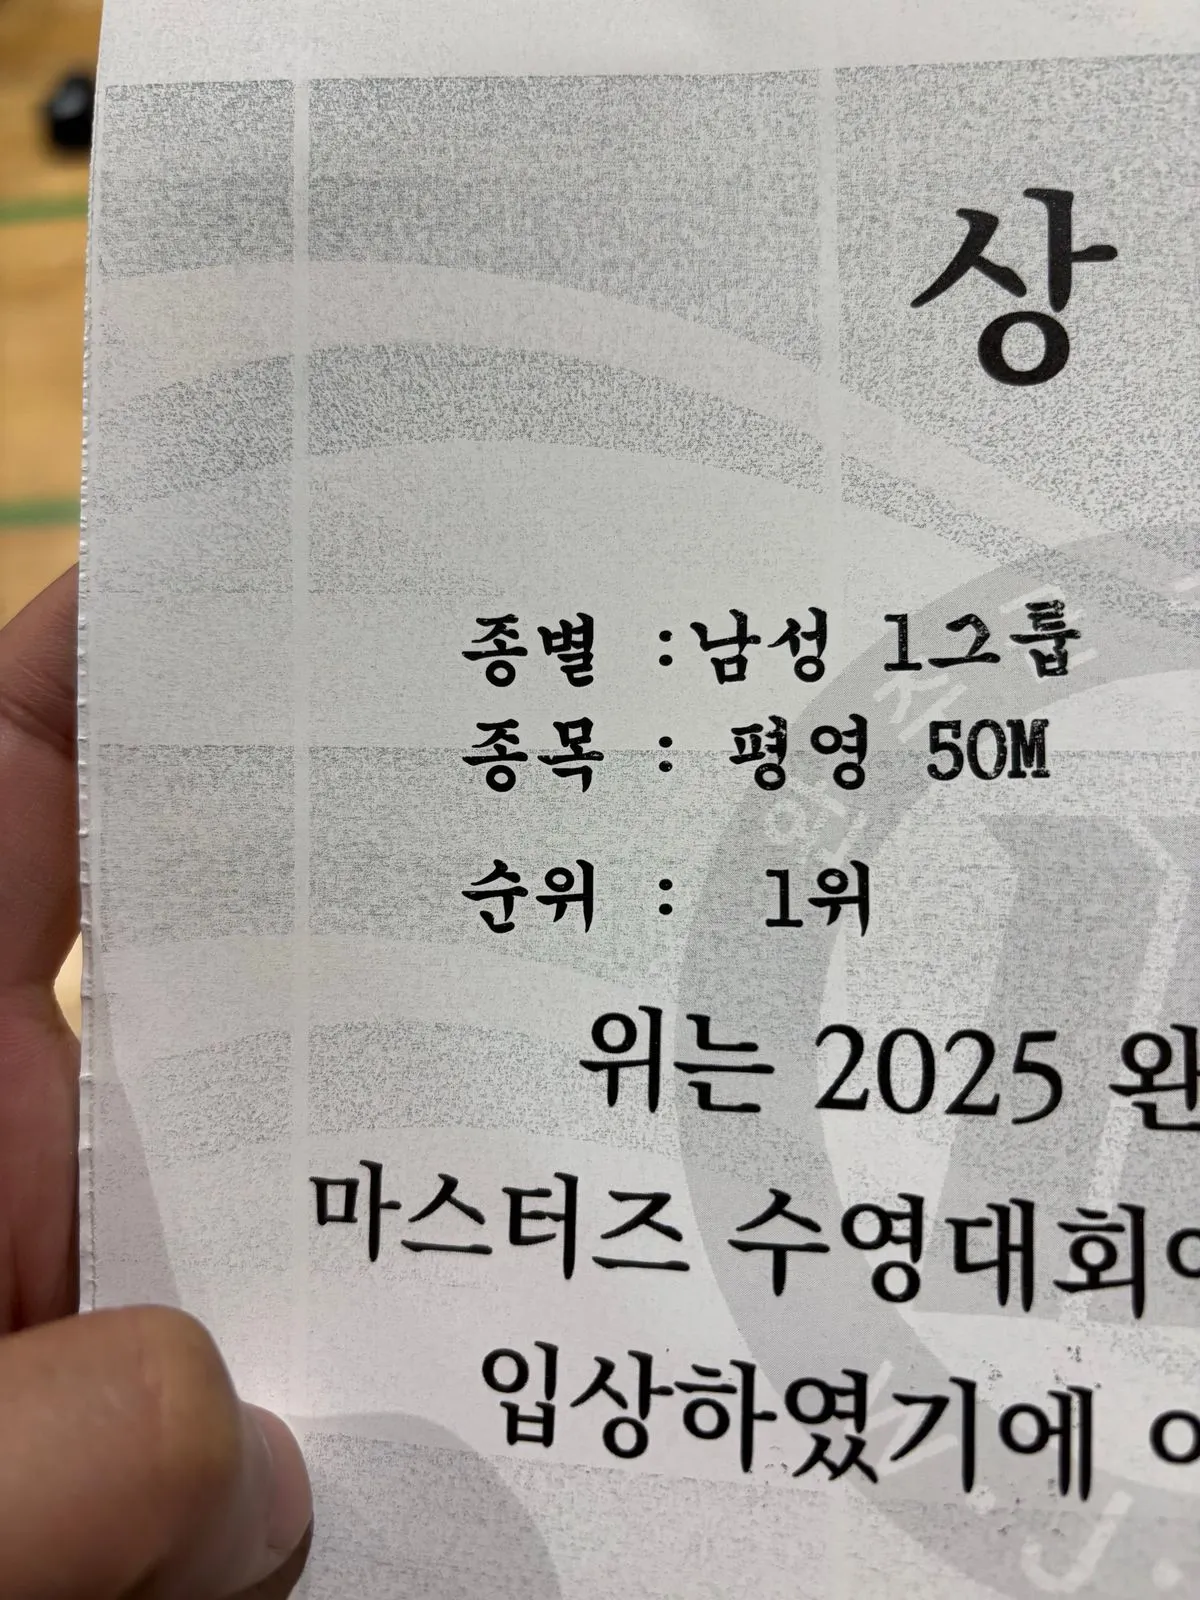 상
종별 : 남성 1그룹
종목 : 평영 50M
순위 : 1위
위는 2025 완
마스터즈 수영대회
입상하였기에